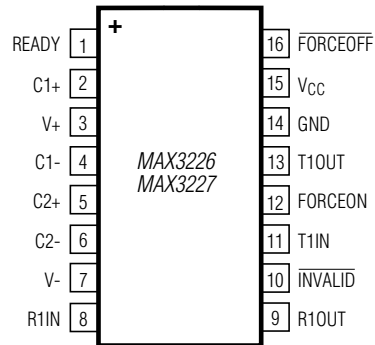 +
READY 1 16 FORCEOFF
C1+ 2 15 VCC
V+ 3 14 GND
C1- 4 MAX3226 13 T1OUT
MAX3227
C2+ 5 12 FORCEON
C2- 6 11 T1IN
V- 7 10 INVALID
R1IN 8 9 R1OUT